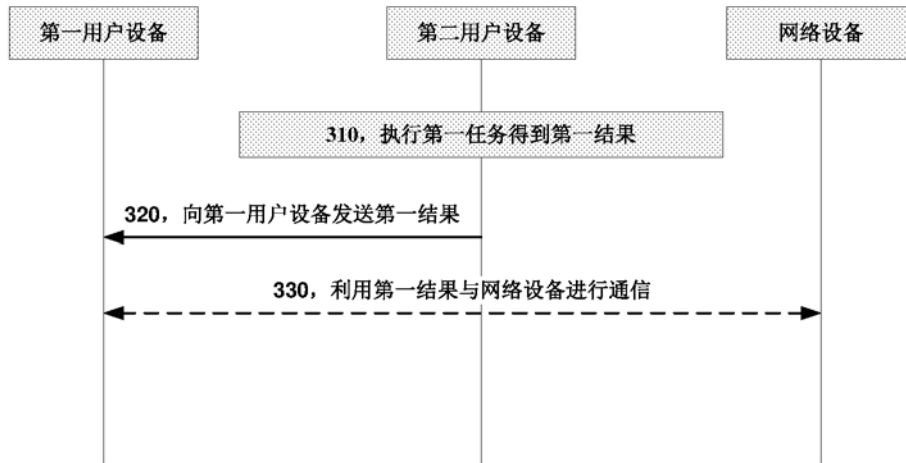 第一用户设备
第二用户设备
网络设备
310，执行第一任务得到第一结果
320，向第一用户设备发送第一结果
330，利用第一结果与网络设备进行通信